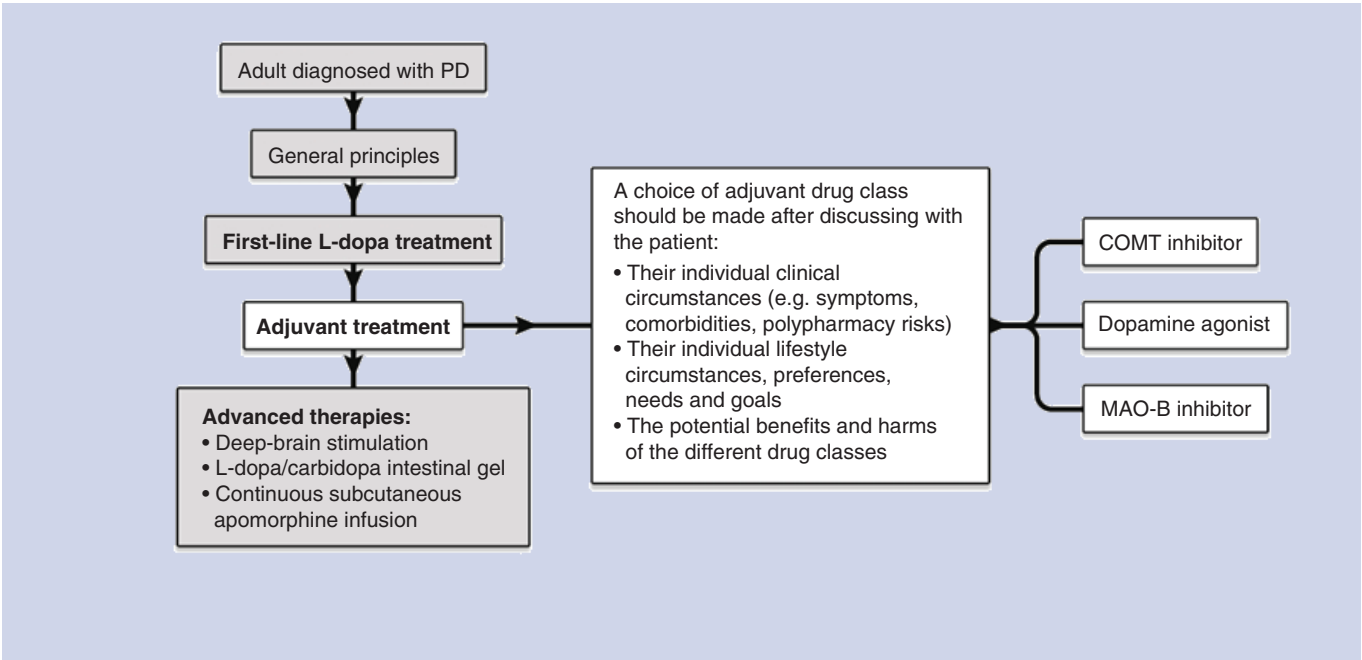 Adult diagnosed with PD
General principles
First-line L-dopa treatment
Adjuvant treatment
Advanced therapies:
• Deep-brain stimulation
• L-dopa/carbidopa intestinal gel
• Continuous subcutaneous
apomorphine infusion
A choice of adjuvant drug class
should be made after discussing with
the patient:
• Their individual clinical
circumstances (e.g. symptoms,
comorbidities, polypharmacy risks)
• Their individual lifestyle
circumstances, preferences,
needs and goals
• The potential benefits and harms
of the different drug classes
COMT inhibitor
Dopamine agonist
MAO-B inhibitor